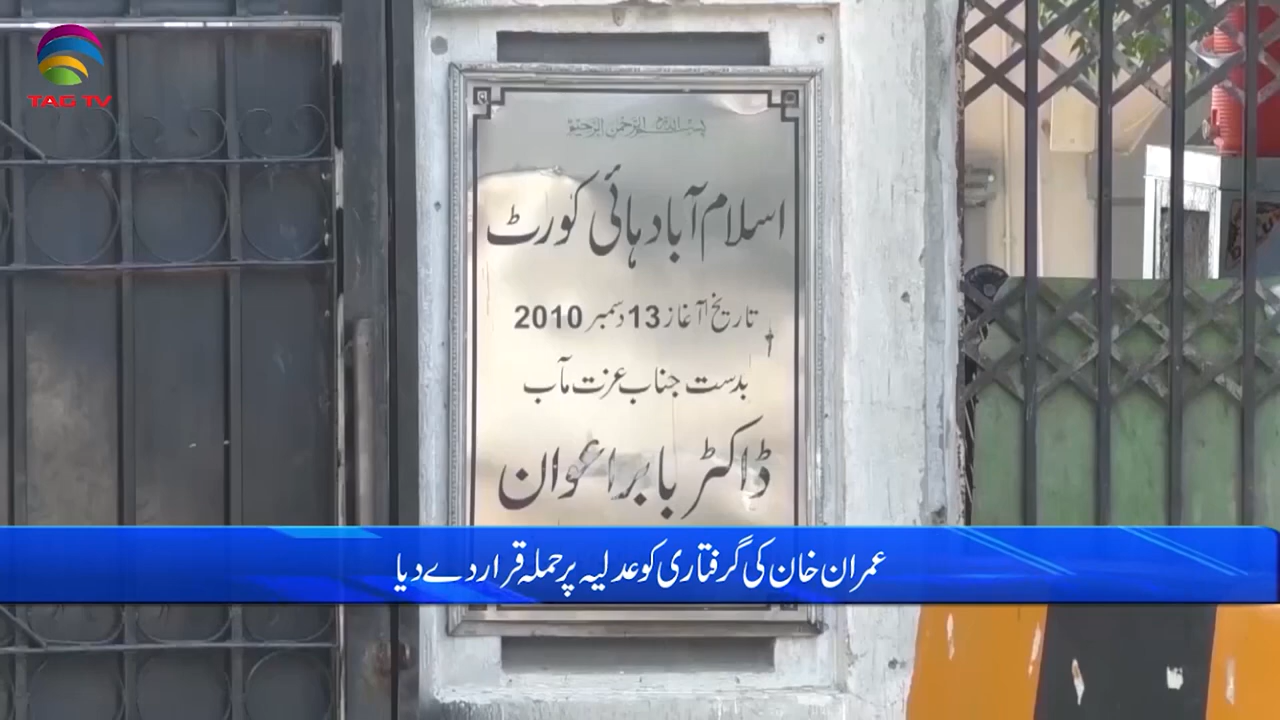 TAG TV
بسم اللہ الرحمن الرحیم
اسلام آباد ہائی کورٹ
تاریخ آغاز 13 دسمبر 2010
بدست جناب عزت مآب
ڈاکٹر بابر اعوان
عمران خان کی گرفتاری کو عدلیہ پر حملہ قرار دے دیا